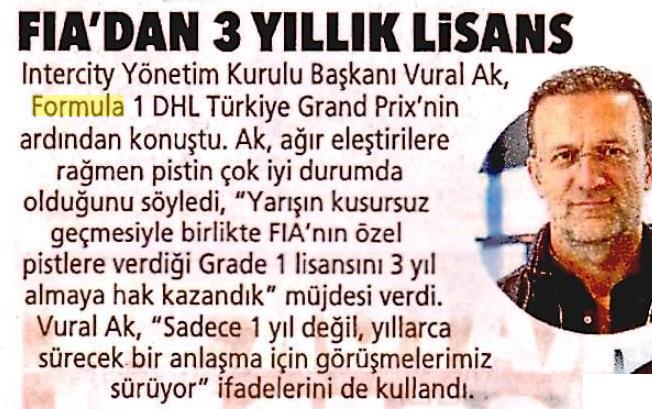 FIA'DAN 3 YILLIK LİSANS
Intercity Yönetim Kurulu Başkanı Vural Ak,
Formula 1 DHL Türkiye Grand Prix'nin
ardından konuştu. Ak, ağır eleştirilere
rağmen pistin çok iyi durumda
olduğunu söyledi, “Yarışın kusursuz
geçmesiyle birlikte FIA'nın özel
pistlere verdiği Grade 1 lisansını 3 yıl
almaya hak kazandık” müjdesi verdi.
Vural Ak, “Sadece 1 yıl değil, yıllarca
sürecek bir anlaşma için görüşmelerimiz
sürüyor” ifadelerini de kullandı.